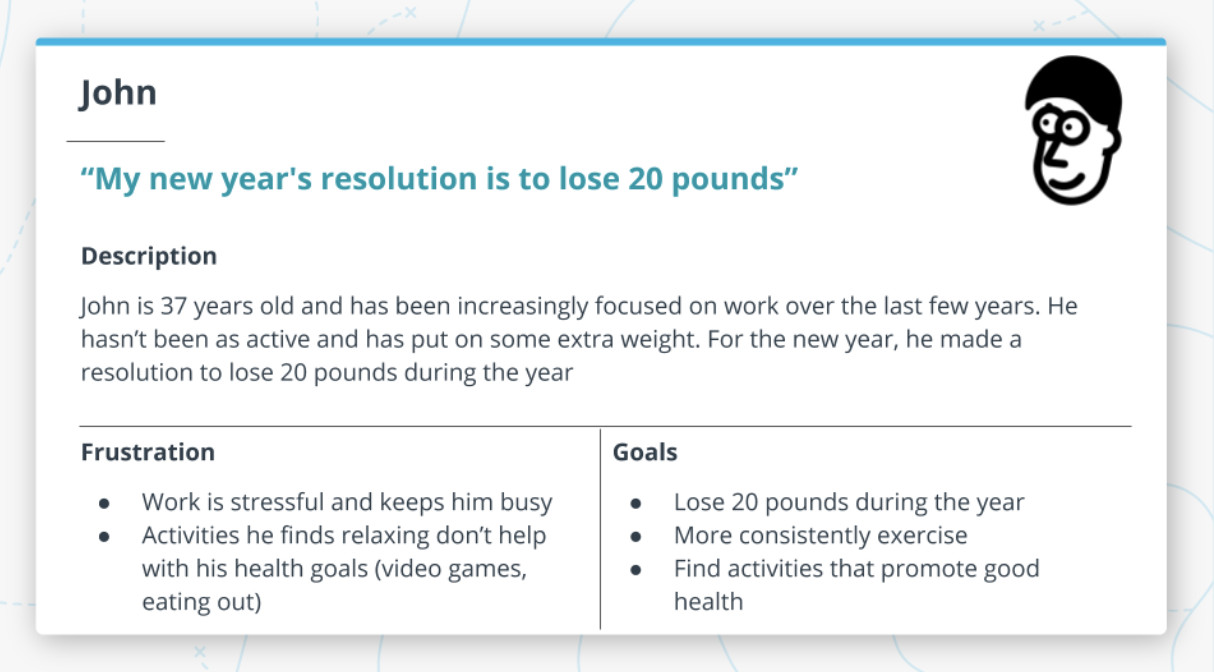 John
“My new year's resolution is to lose 20 pounds”
Description
John is 37 years old and has been increasingly focused on work over the last few years. He
hasn’t been as active and has put on some extra weight. For the new year, he made a
resolution to lose 20 pounds during the year
Frustration
● Work is stressful and keeps him busy
● Activities he finds relaxing don’t help
with his health goals (video games,
eating out)
Goals
● Lose 20 pounds during the year
● More consistently exercise
● Find activities that promote good
health